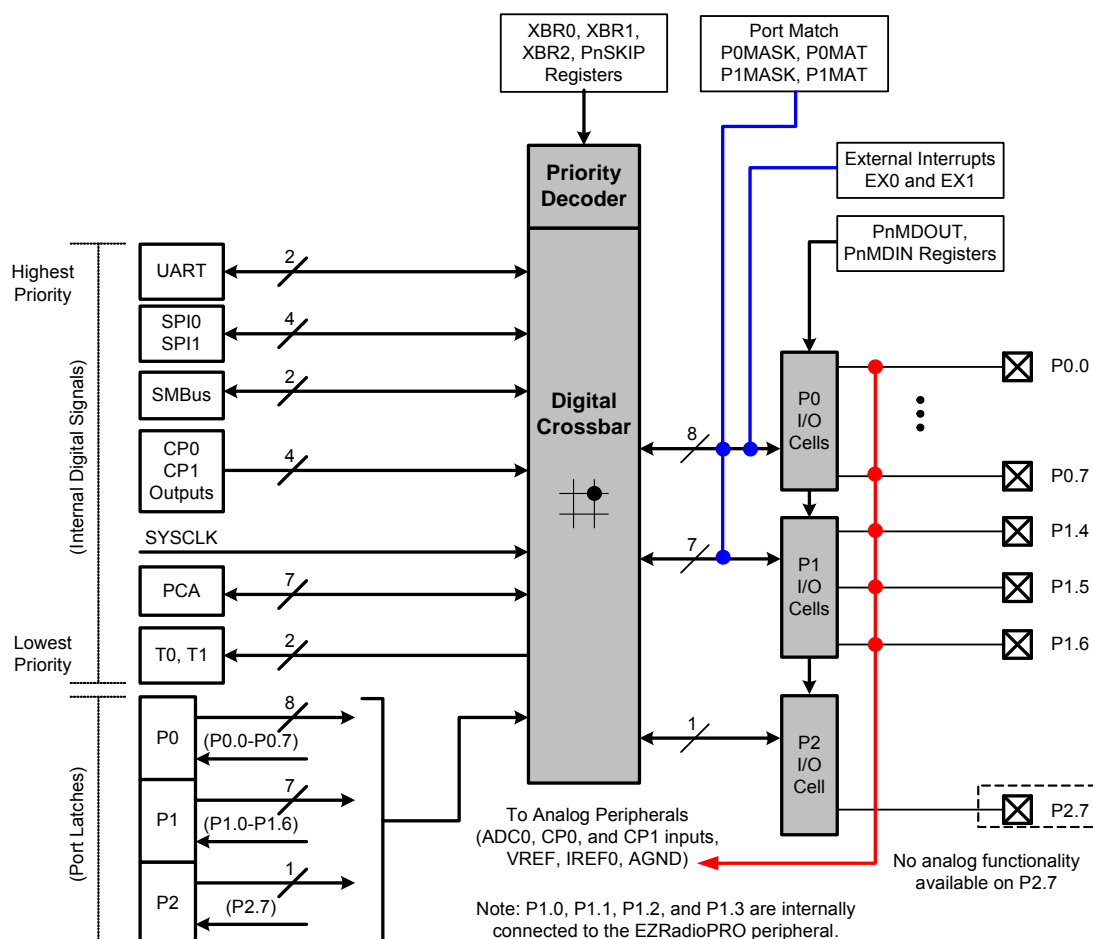 XBR0, XBR1,
XBR2, PnSKIP
Registers
Port Match
P0MASK, P0MAT
P1MASK, P1MAT
External Interrupts
EX0 and EX1
Priority
Decoder
PnMDOUT,
PnMDIN Registers
Highest
Priority
UART
2
SPI0
SPI1
4
SMBus
2
CP0
CP1
Outputs
4
SYSCLK
PCA
7
Lowest
Priority
T0, T1
2
(Internal Digital Signals)
Digital
Crossbar
8
P0
I/O
Cells
P0.0
P0.7
7
P1
I/O
Cells
P1.4
P1.5
P1.6
1
P2
I/O
Cell
P2.7
(Port Latches)
P0
8
(P0.0-P0.7)
P1
7
(P1.0-P1.6)
P2
1
(P2.7)
To Analog Peripherals
(ADC0, CP0, and CP1 inputs,
VREF, IREF0, AGND)
No analog functionality
available on P2.7
Note: P1.0, P1.1, P1.2, and P1.3 are internally
connected to the EZRadioPRO peripheral.